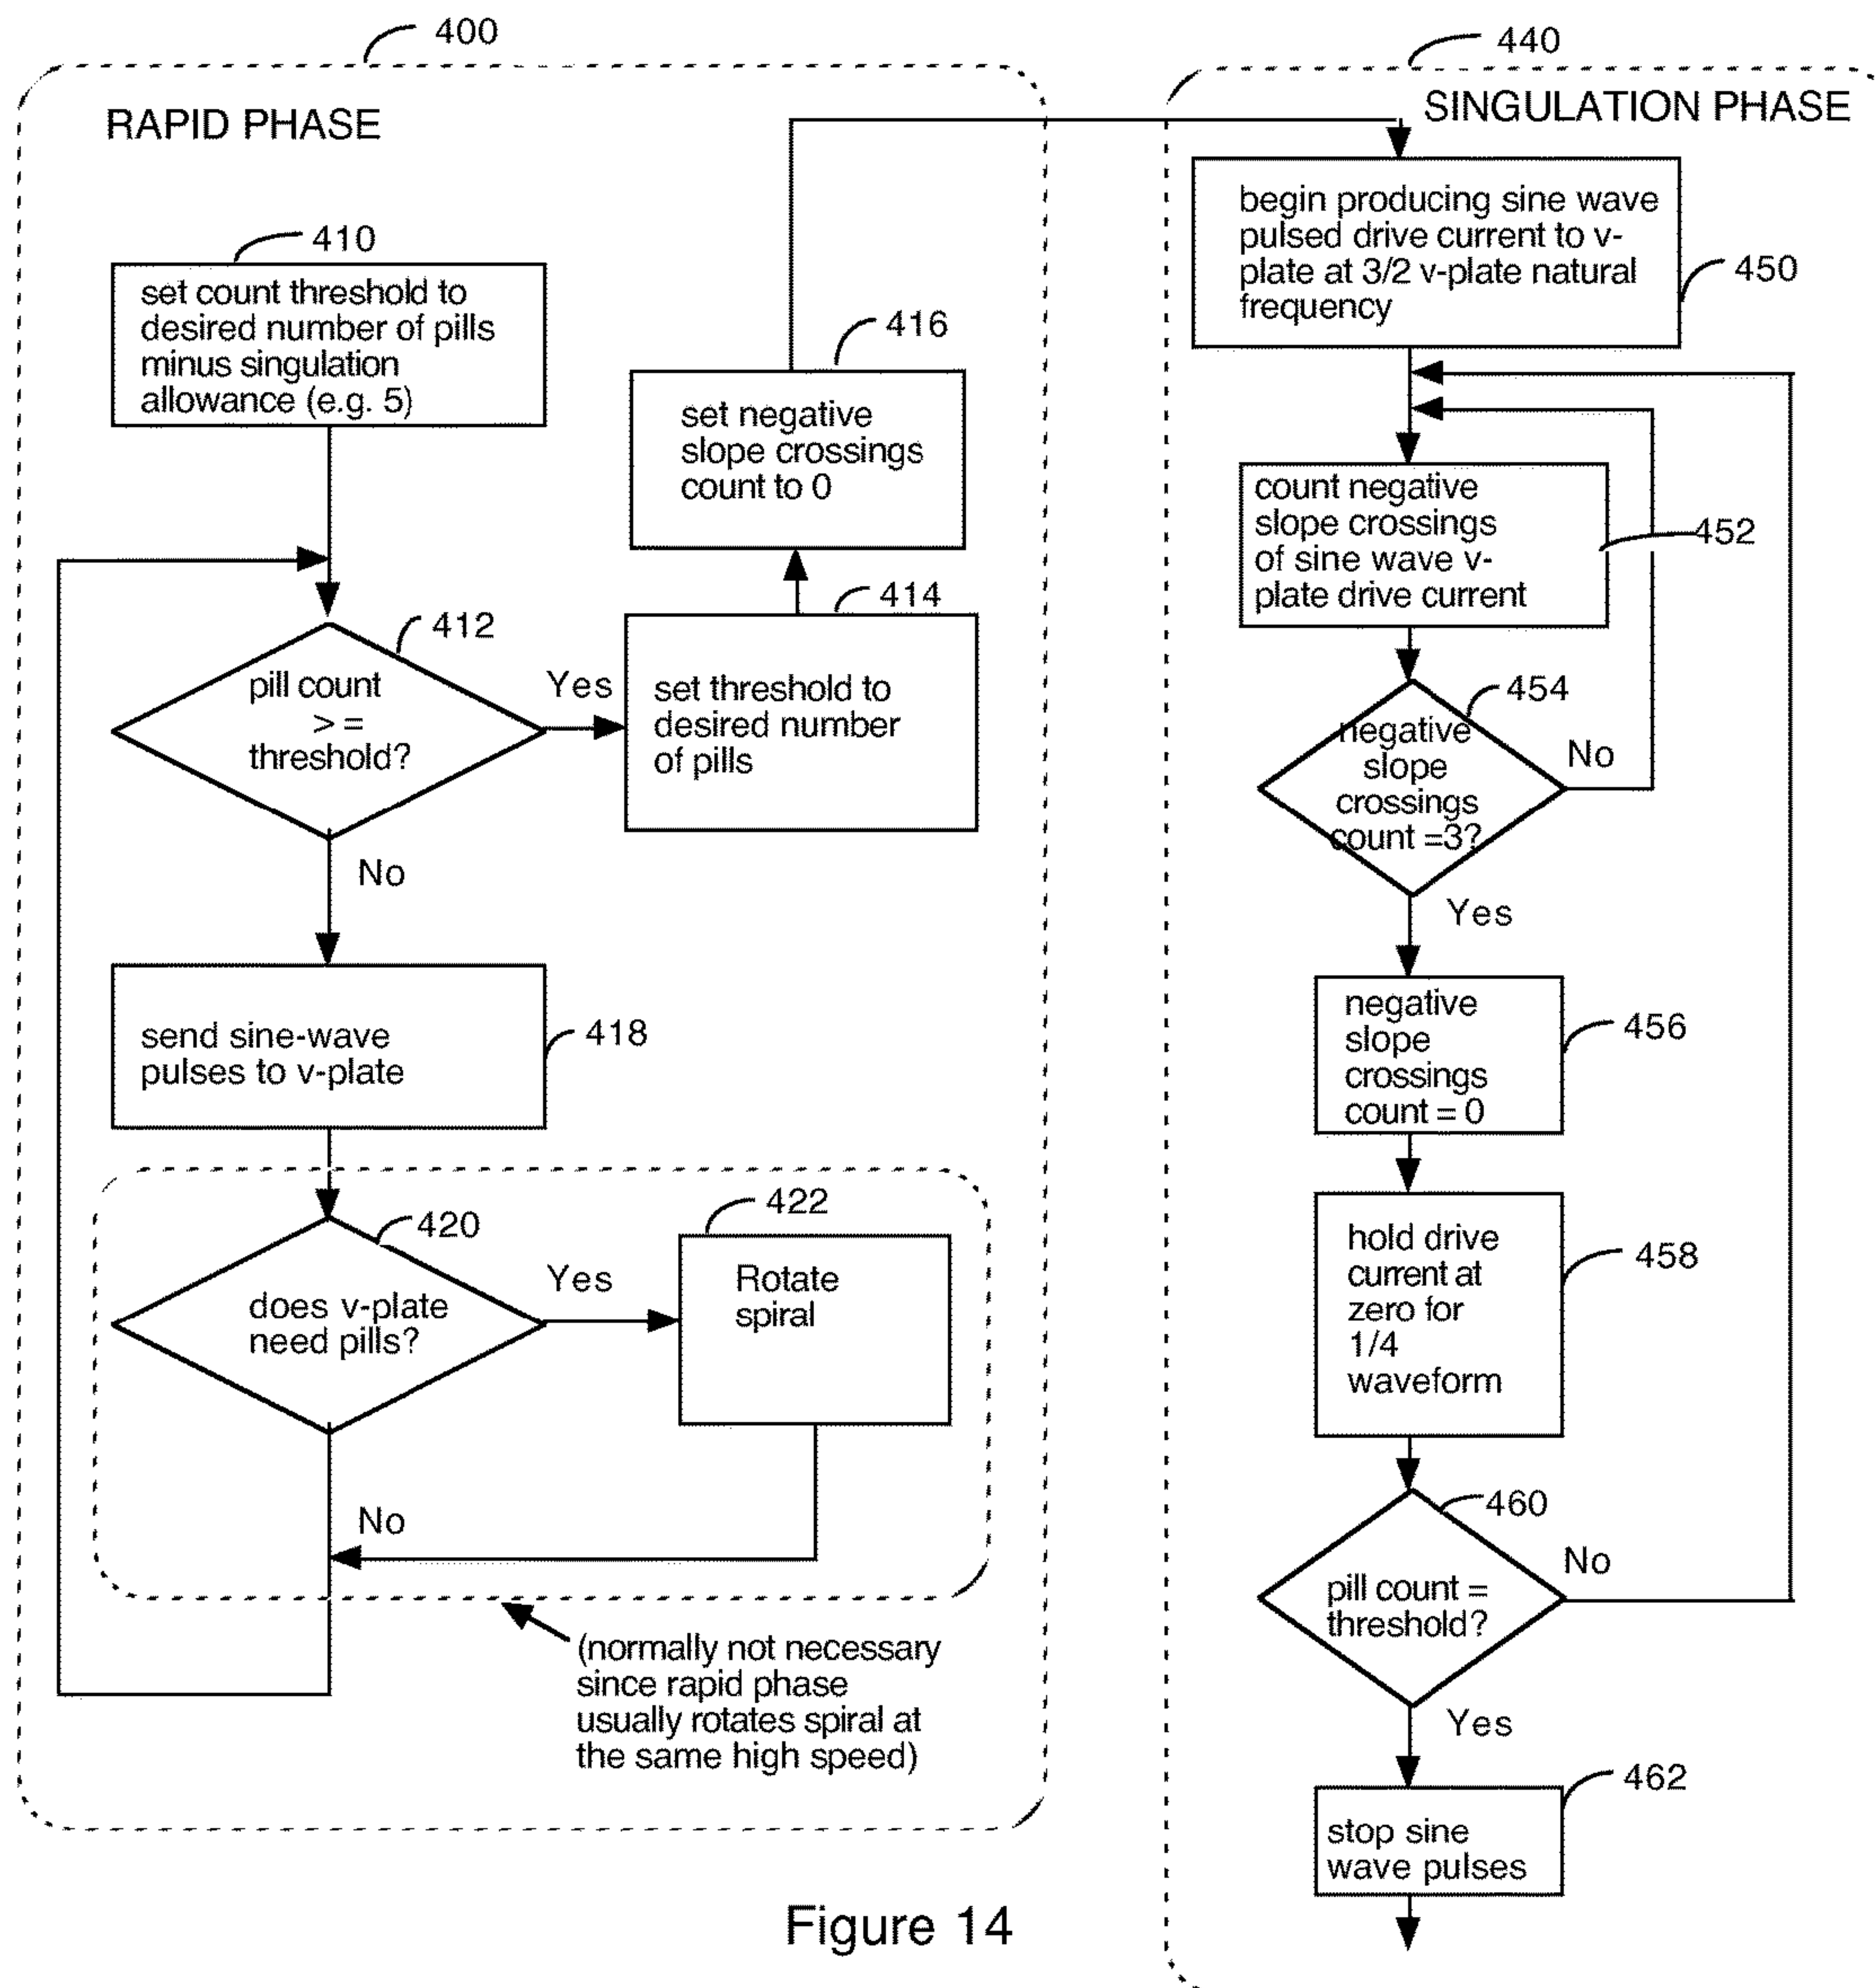 400
RAPID PHASE
410
set count threshold to
desired number of pills
minus singulation
allowance (e.g. 5)
416
set negative
slope crossings
count to 0
412
pill count
> =
threshold?
Yes
No
414
set threshold to
desired number
of pills
418
send sine-wave
pulses to v-plate
420
does v-plate
need pills?
Yes
No
422
Rotate
spiral
(normally not necessary
since rapid phase
usually rotates spiral at
the same high speed)
440
SINGULATION PHASE
begin producing sine wave
pulsed drive current to v-
plate at 3/2 v-plate natural
frequency
450
count negative
slope crossings
of sine wave v-
plate drive current
452
454
negative
slope
crossings
count =3?
No
Yes
negative
slope
crossings
count = 0
456
hold drive
current at
zero for
1/4
waveform
458
460
pill count =
threshold?
No
Yes
462
stop sine
wave pulses
Figure 14